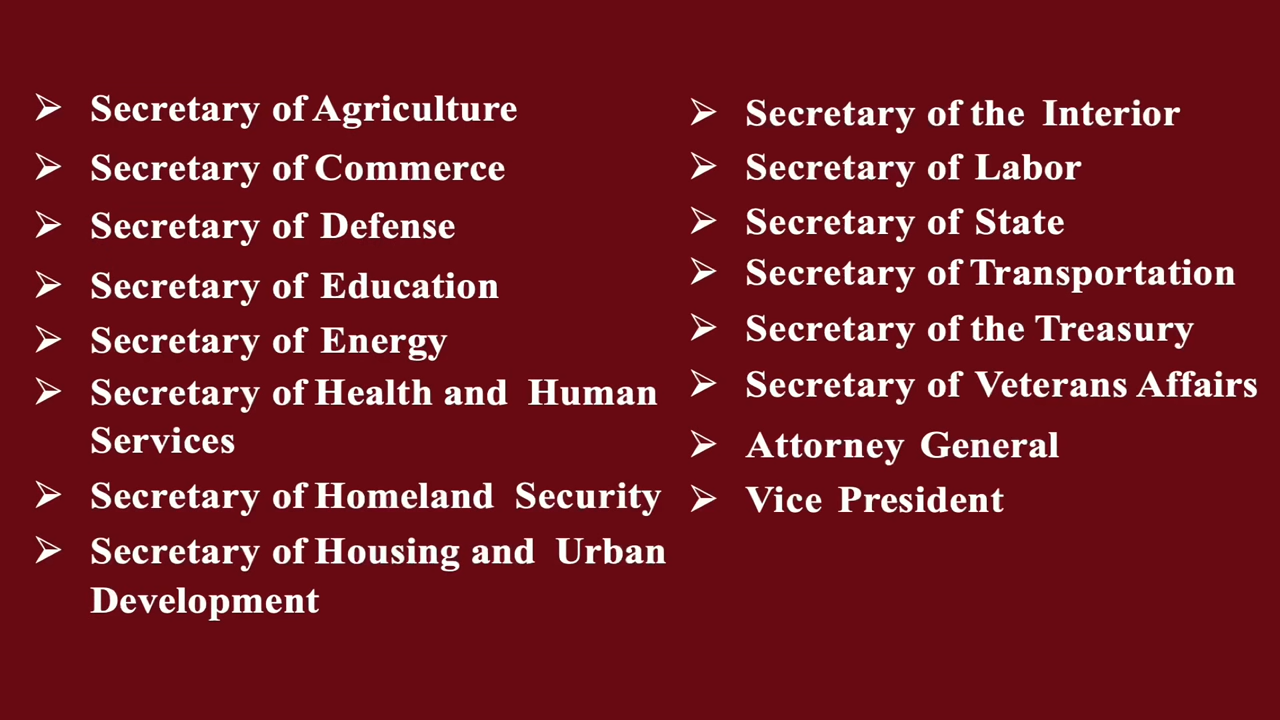 Secretary of Agriculture
Secretary of Commerce
Secretary of Defense
Secretary of Education
Secretary of Energy
Secretary of Health and Human
Services
Secretary of Homeland Security
Secretary of Housing and Urban
Development
Secretary of the Interior
Secretary of Labor
Secretary of State
Secretary of Transportation
Secretary of the Treasury
Secretary of Veterans Affairs
Attorney General
Vice President